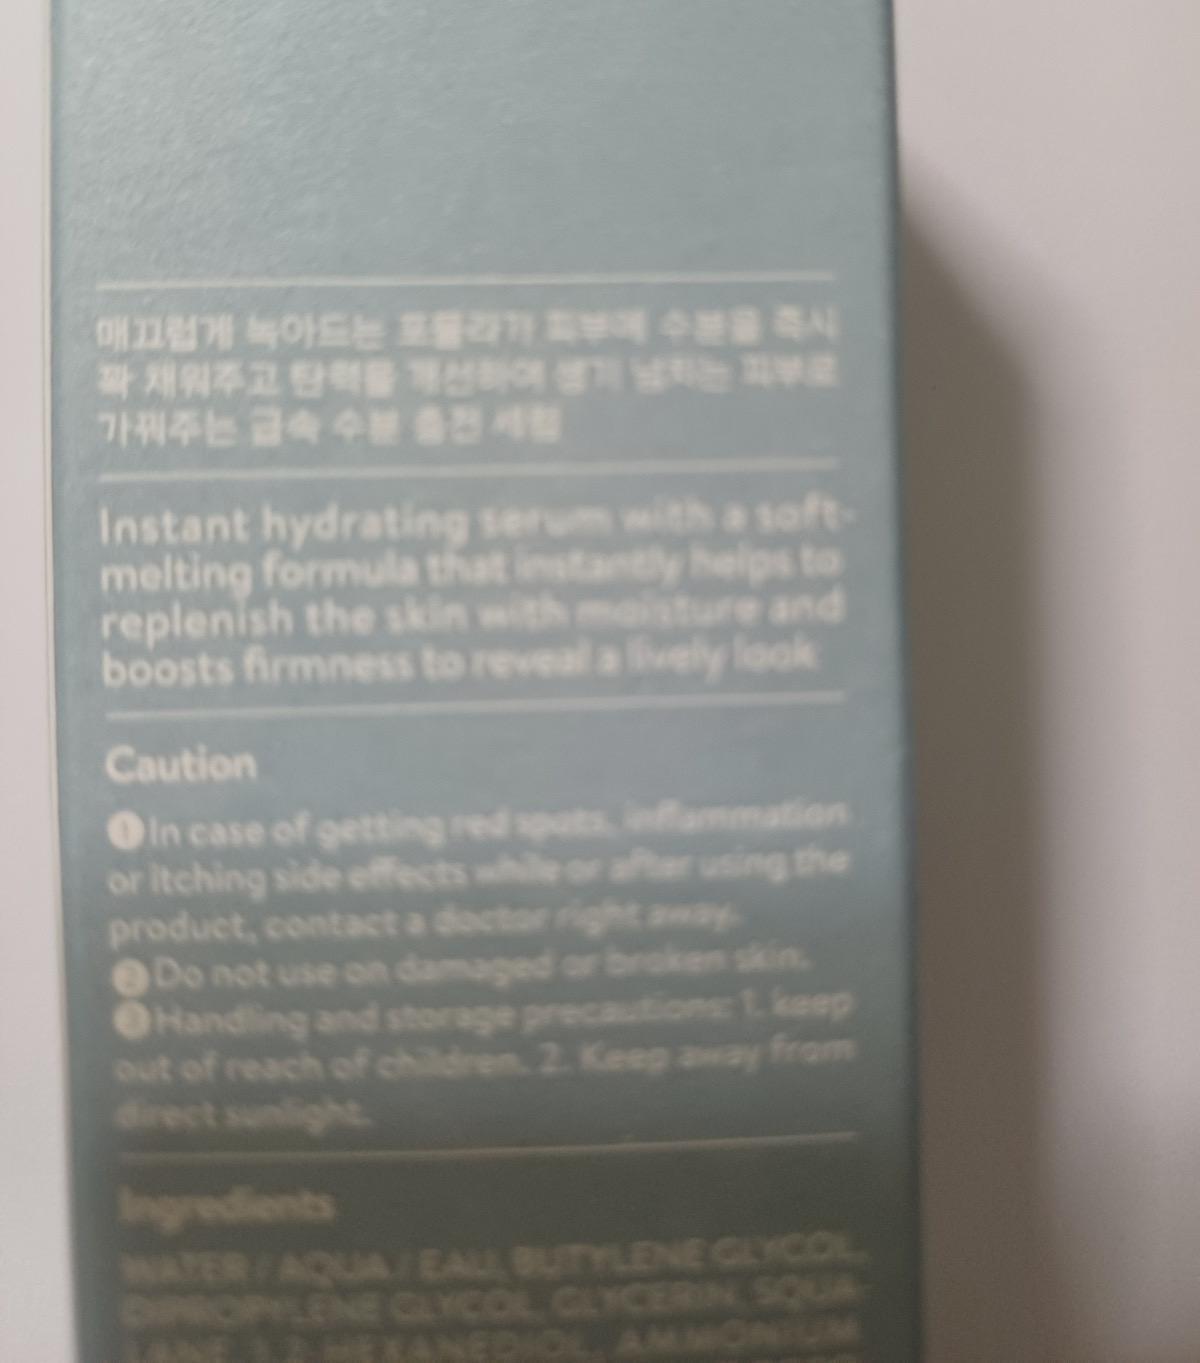 매끄럽게 녹아드는 포뮬라가 피부에 수분을 즉시
꽉 채워주고 탄력을 개선하여 생기 넘치는 피부로
가꿔주는 급속 수분 충전 세럼
Instant hydrating serum with a soft-
melting formula that instantly helps to
replenish the skin with moisture and
boosts firmness to reveal a lively look
Caution
❶In case of getting red spots, inflammation
or itching side effects while or after using the
product, contact a doctor right away.
❷Do not use on damaged or broken skin.
❸Handling and storage precautions: 1. keep
out of reach of children. 2. Keep away from
direct sunlight.
Ingredients
WATER / AQUA / EAU, BUTYLENE GLYCOL,
DIPROPYLENE GLYCOL, GLYCERIN, SQUA-
LANE, 1,2-HEXANEDIOL, AMMONIUM